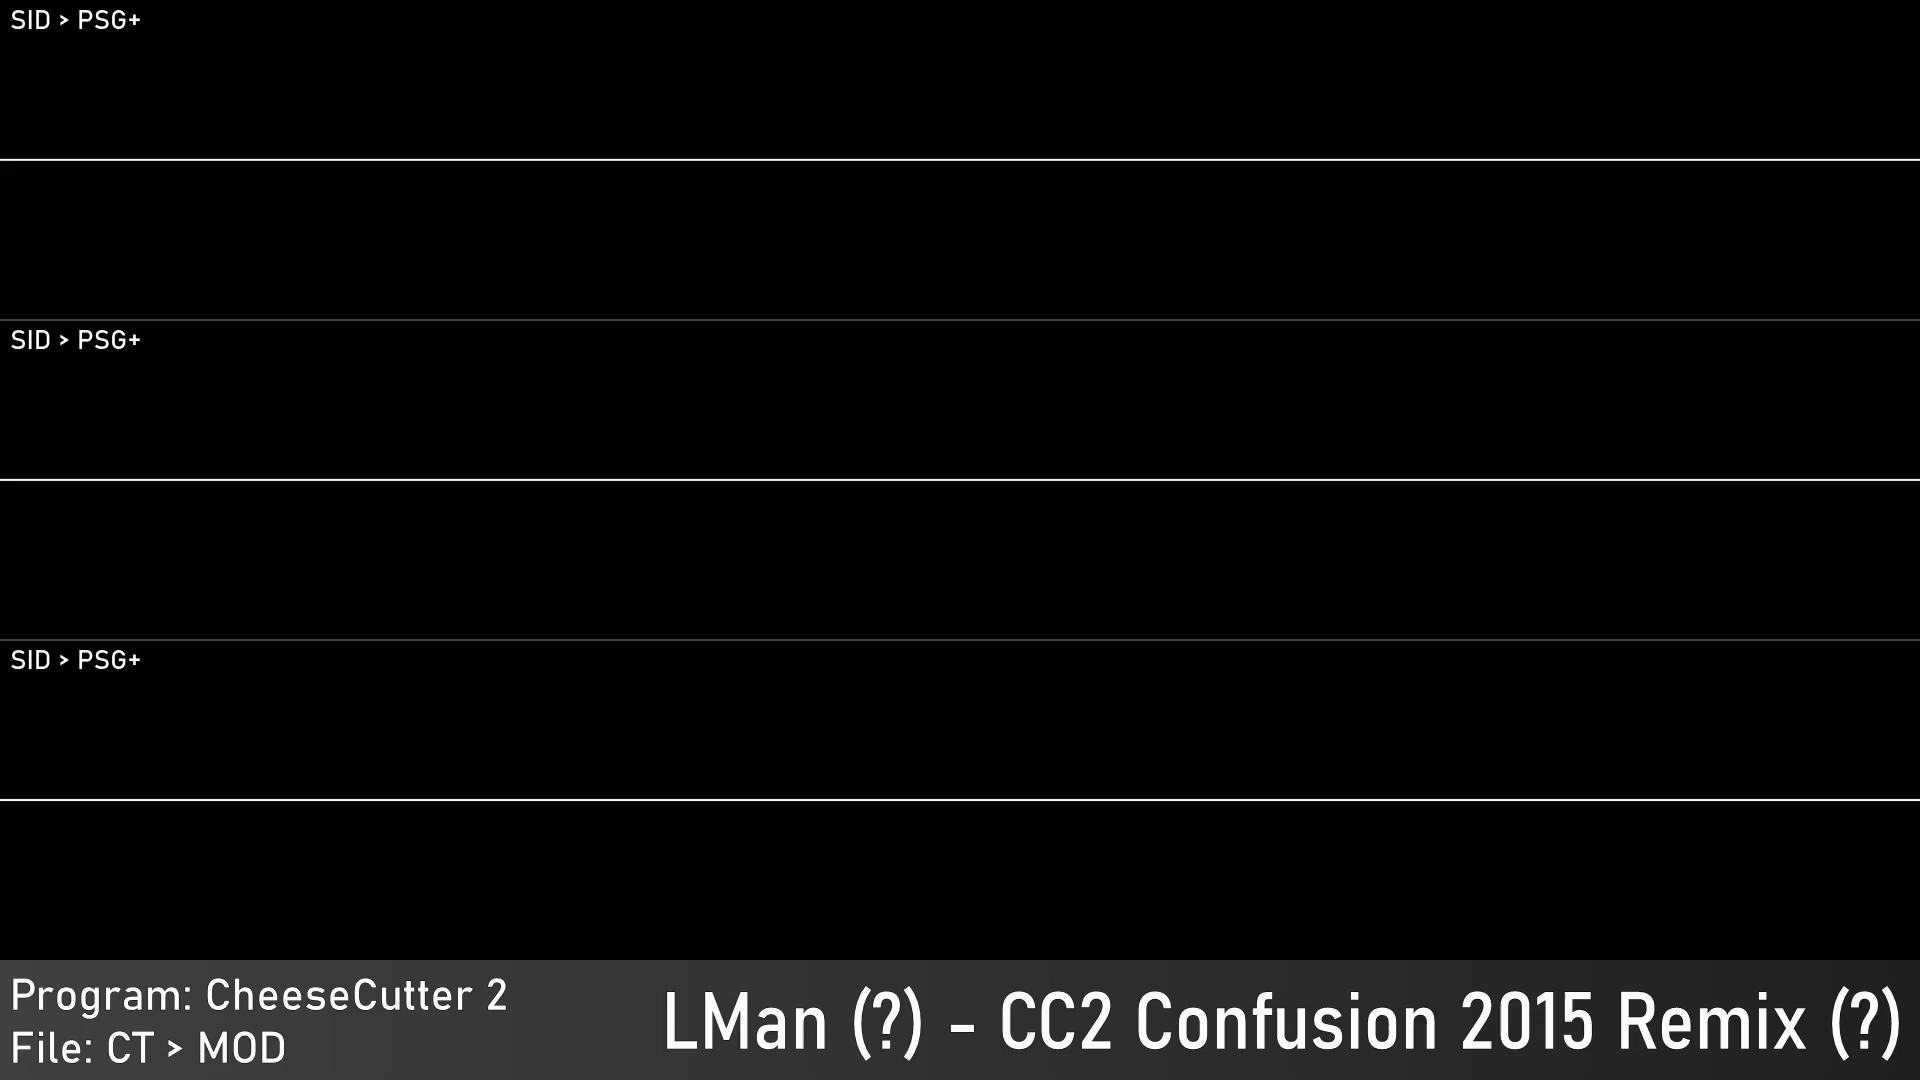 SID > PSG+
SID > PSG+
SID > PSG+
Program: CheeseCutter 2
File: CT > MOD
LMan (?) - CC2 Confusion 2015 Remix (?)